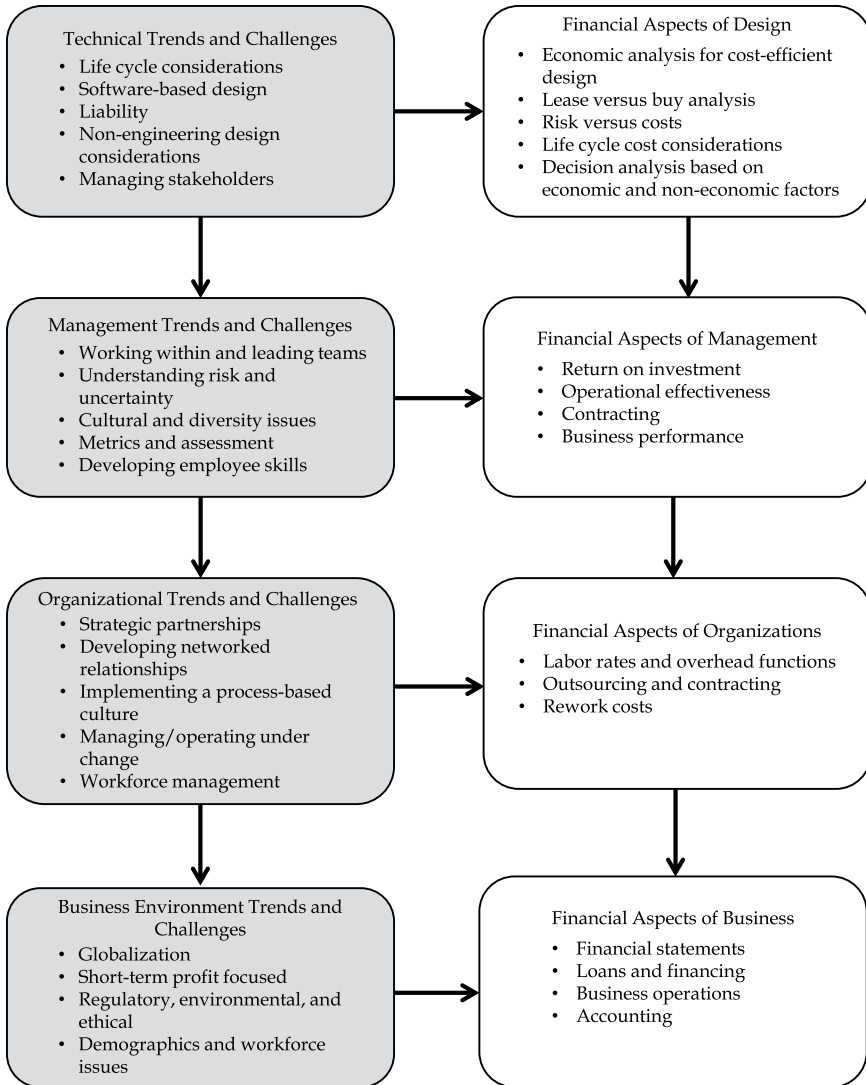 Technical Trends and Challenges
• Life cycle considerations
• Software-based design
• Liability
• Non-engineering design
considerations
• Managing stakeholders
Financial Aspects of Design
• Economic analysis for cost-efficient
design
• Lease versus buy analysis
• Risk versus costs
• Life cycle cost considerations
• Decision analysis based on
economic and non-economic factors
Management Trends and Challenges
• Working within and leading teams
• Understanding risk and
uncertainty
• Cultural and diversity issues
• Metrics and assessment
• Developing employee skills
Financial Aspects of Management
• Return on investment
• Operational effectiveness
• Contracting
• Business performance
Organizational Trends and Challenges
• Strategic partnerships
• Developing networked
relationships
• Implementing a process-based
culture
• Managing/operating under
change
• Workforce management
Financial Aspects of Organizations
• Labor rates and overhead functions
• Outsourcing and contracting
• Rework costs
Business Environment Trends and
Challenges
• Globalization
• Short-term profit focused
• Regulatory, environmental, and
ethical
• Demographics and workforce
issues
Financial Aspects of Business
• Financial statements
• Loans and financing
• Business operations
• Accounting